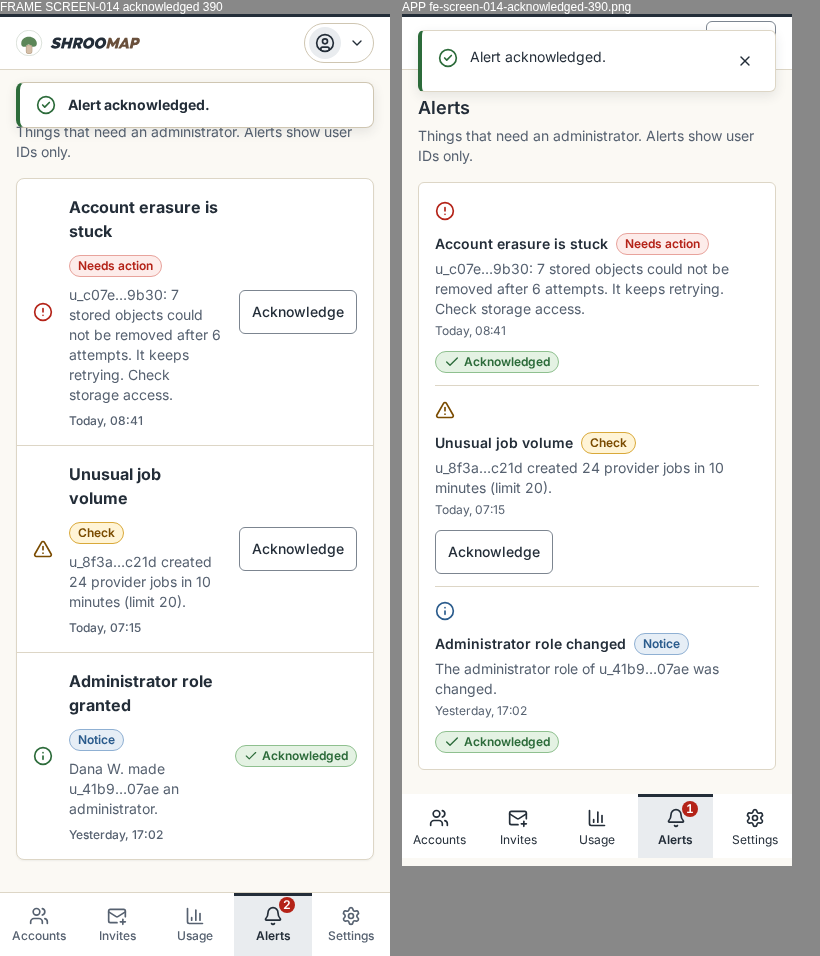 FRAME SCREEN-014 acknowledged 390
SHROOMAP
Alert acknowledged.
Things that need an administrator. Alerts show user
IDs only.
Account erasure is
stuck
Needs action
u_c07e…9b30: 7
stored objects could
not be removed after 6
attempts. It keeps
retrying. Check
storage access.
Today, 08:41
Acknowledge
Unusual job
volume
Check
u_8f3a…c21d created
24 provider jobs in 10
minutes (limit 20).
Today, 07:15
Acknowledge
Administrator role
granted
Notice
Dana W. made
u_41b9…07ae an
administrator.
Yesterday, 17:02
Acknowledged
Accounts
Invites
Usage
2
Alerts
Settings
APP fe-screen-014-acknowledged-390.png
Alert acknowledged.
Alerts
Things that need an administrator. Alerts show user
IDs only.
Account erasure is stuck Needs action
u_c07e…9b30: 7 stored objects could not be
removed after 6 attempts. It keeps retrying.
Check storage access.
Today, 08:41
Acknowledged
Unusual job volume Check
u_8f3a…c21d created 24 provider jobs in 10
minutes (limit 20).
Today, 07:15
Acknowledge
Administrator role changed Notice
The administrator role of u_41b9…07ae was
changed.
Yesterday, 17:02
Acknowledged
Accounts
Invites
Usage
1
Alerts
Settings